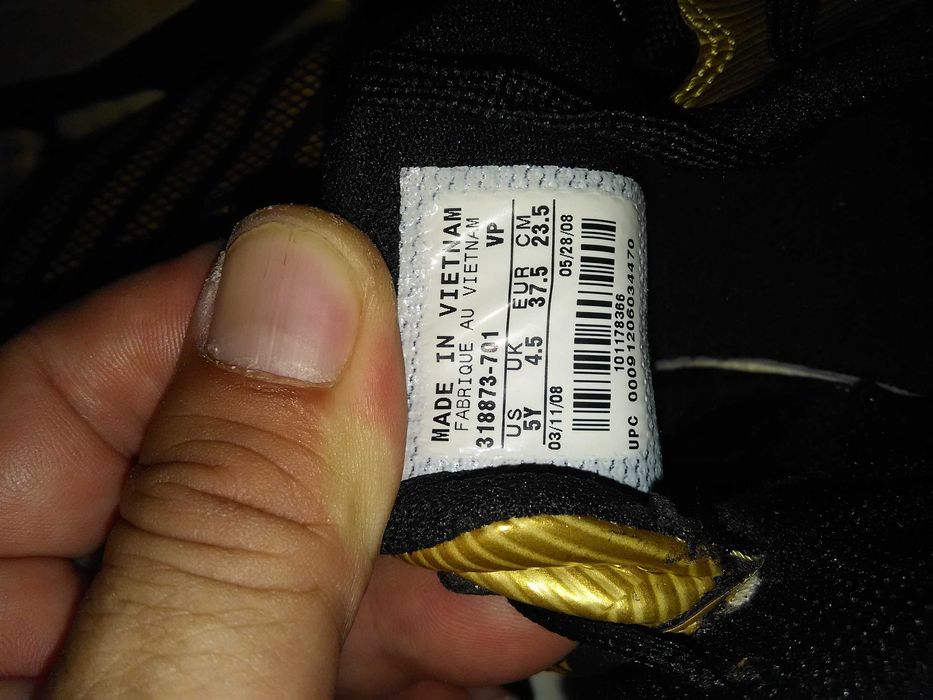 MADE IN VIETNAM
FABRIQUE AU VIETNAM
318873-701 VP
US UK EUR CM
5Y 4.5 37.5 23.5
03/11/08 05/28/08
101178366
UPC 00091206034470